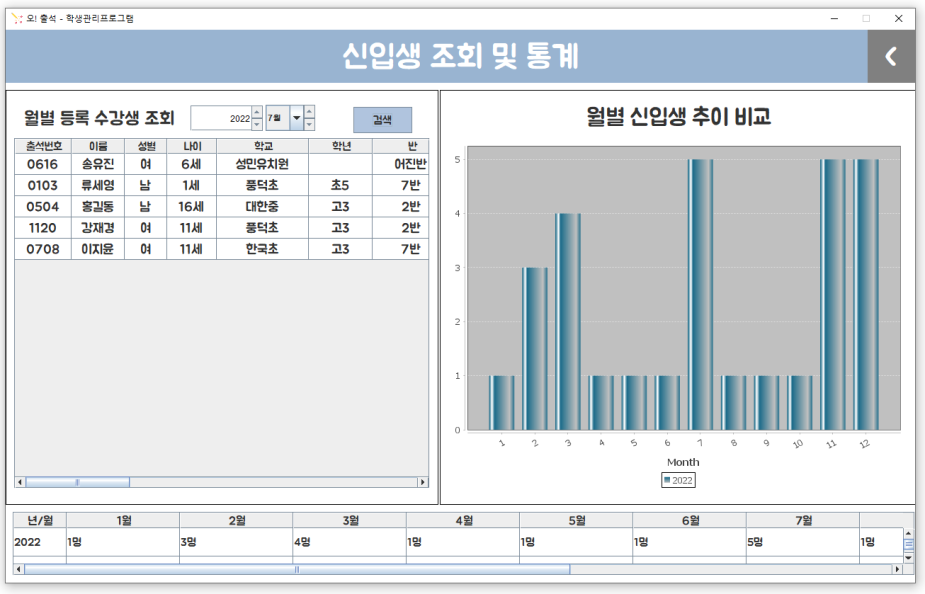 오! 출석 - 학생관리프로그램
신입생 조회 및 통계
월별 등록 수강생 조회 2022 7월 검색
출석번호 이름 성별 나이 학교 학년 반
0616 송유진 여 6세 성민유치원 어진반
0103 류세영 남 1세 풍덕초 초5 7반
0504 홍길동 남 16세 대한중 고3 2반
1120 강재경 여 11세 풍덕초 고3 2반
0708 이지윤 여 11세 한국초 고3 7반
월별 신입생 추이 비교
5
4
3
2
1
0
1 2 3 4 5 6 7 8 9 10 11 12
Month
2022
년/월 1월 2월 3월 4월 5월 6월 7월
2022 1명 3명 4명 1명 1명 1명 5명 1명